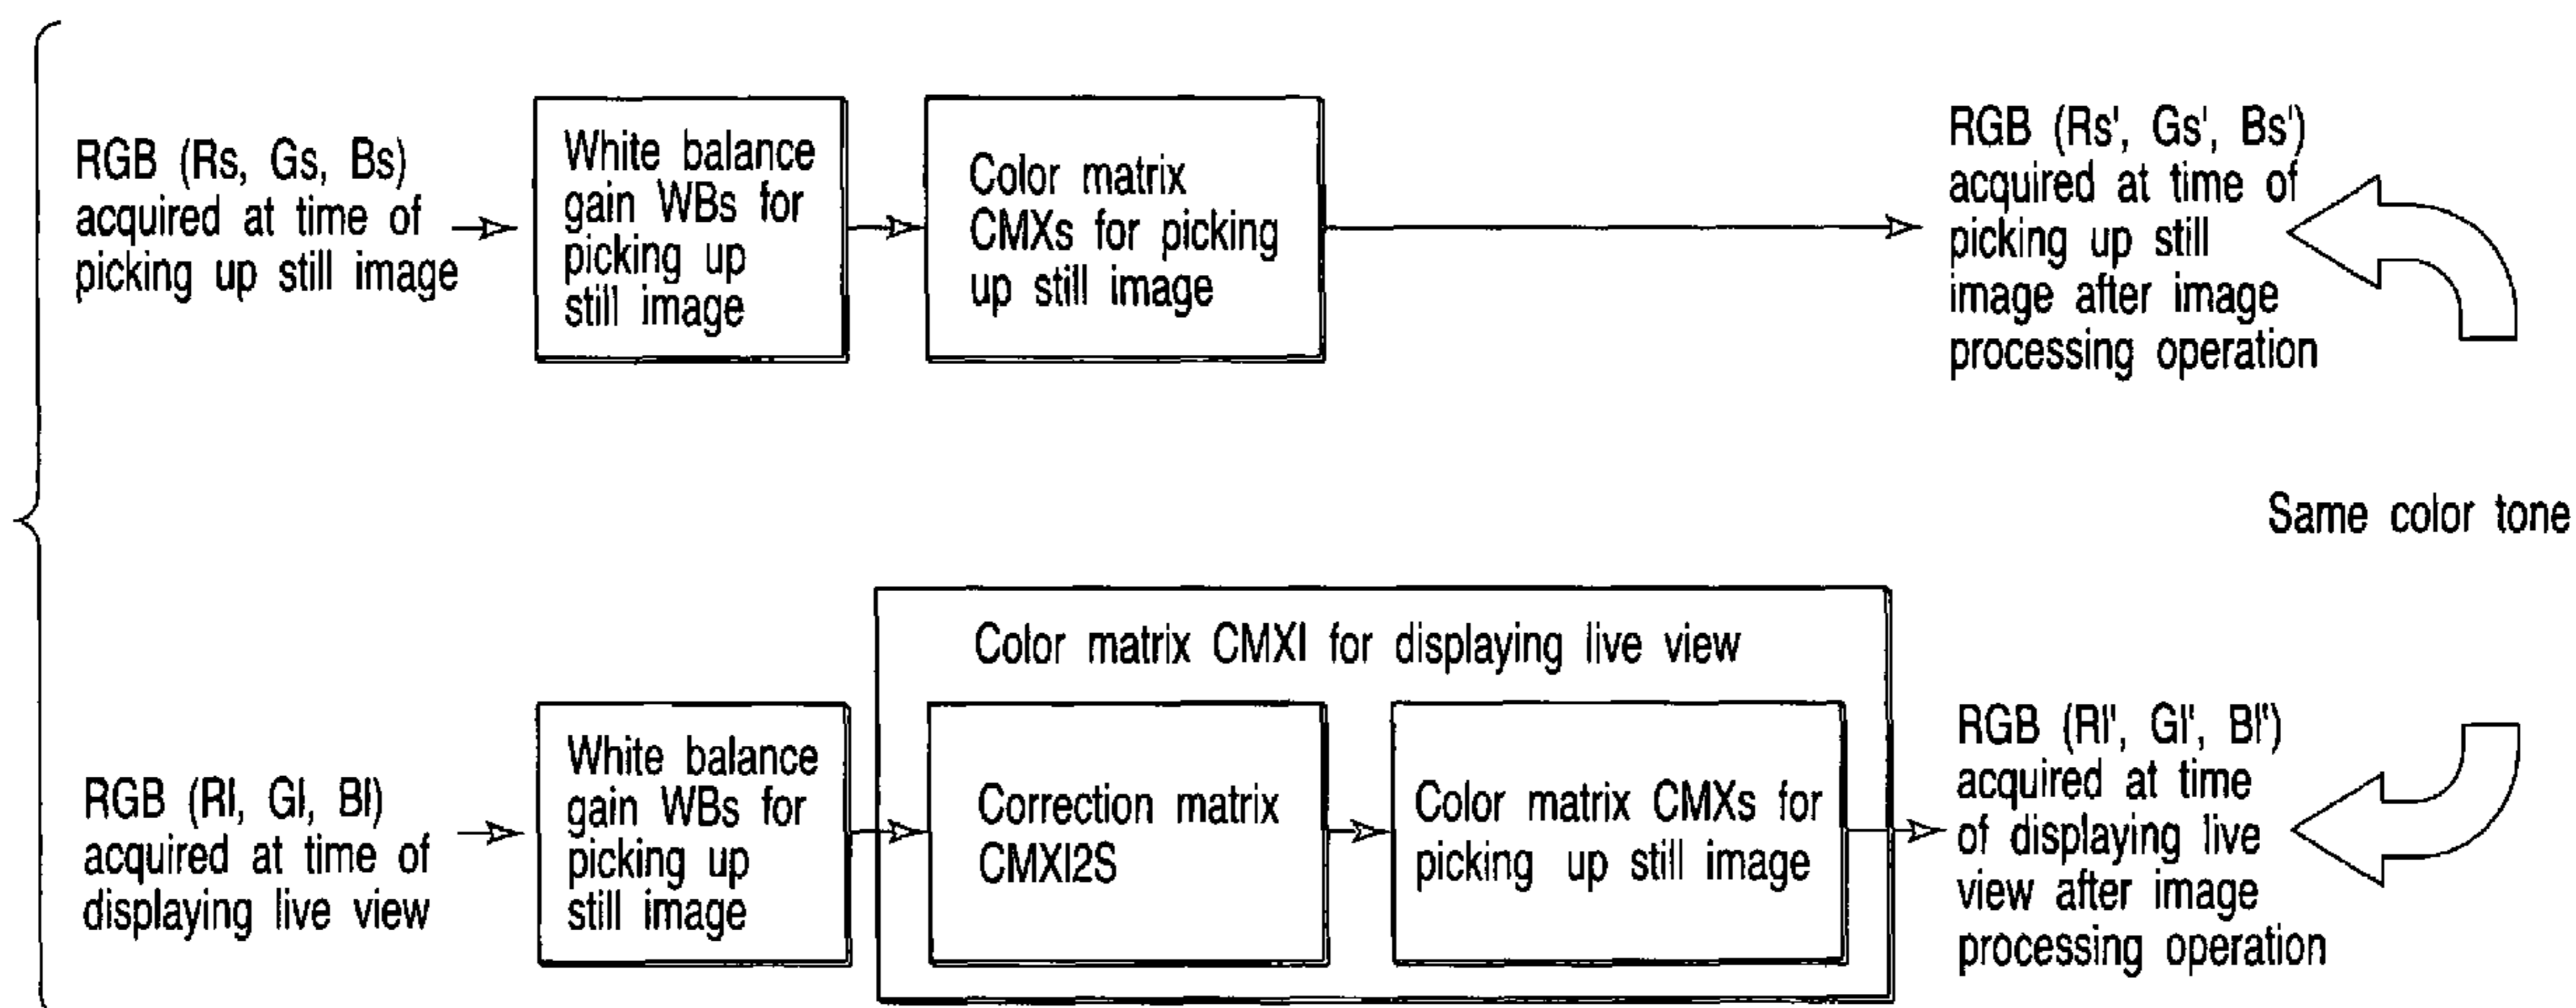 RGB (Rs, Gs, Bs)
acquired at time of
picking up still image
White balance
gain WBs for
picking up
still image
Color matrix
CMXs for picking
up still image
RGB (Rs', Gs', Bs')
acquired at time of
picking up still
image after image
processing operation
Same color tone
RGB (Rl, Gl, Bl)
acquired at time of
displaying live view
White balance
gain WBs for
picking up
still image
Color matrix CMXl for displaying live view
Correction matrix
CMXl2S
Color matrix CMXs for
picking up still image
RGB (Rl', Gl', Bl')
acquired at time
of displaying live
view after image
processing operation